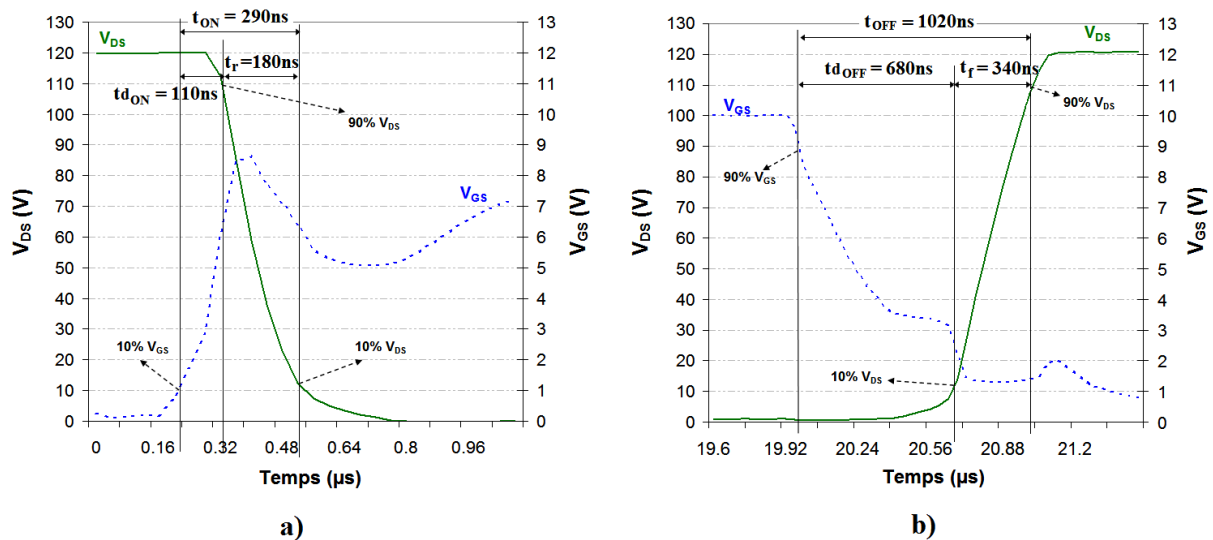 t_ON = 290ns
V_DS
t_r = 180ns
td_ON = 110ns
90% V_DS
V_GS
10% V_GS
10% V_DS
V_DS (V)
130
120
110
100
90
80
70
60
50
40
30
20
10
0
V_GS (V)
13
12
11
10
9
8
7
6
5
4
3
2
1
0
0 0.16 0.32 0.48 0.64 0.8 0.96
Temps (µs)
a)
t_OFF = 1020ns
V_DS
td_OFF = 680ns t_f = 340ns
90% V_DS
V_GS
90% V_GS
10% V_DS
V_DS (V)
130
120
110
100
90
80
70
60
50
40
30
20
10
0
V_GS (V)
13
12
11
10
9
8
7
6
5
4
3
2
1
0
19.6 19.92 20.24 20.56 20.88 21.2
Temps (µs)
b)